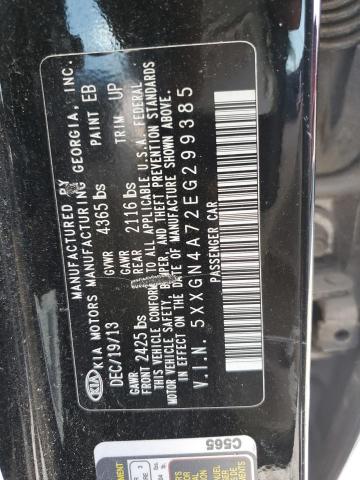 KIA
MANUFACTURED BY
KIA MOTORS MANUFACTURING GEORGIA, INC.
DEC/19/13 4365 lbs PAINT EB
TRIM UP
GAWR GAWR
FRONT 2425 lbs REAR 2116 lbs
THIS VEHICLE CONFORMS TO ALL APPLICABLE U.S.A. FEDERAL
MOTOR VEHICLE SAFETY, BUMPER, AND THEFT PREVENTION STANDARDS
IN EFFECT ON THE DATE OF MANUFACTURE SHOWN ABOVE.
V.I.N. 5XXGN4A72EG299385
PASSENGER CAR
C565